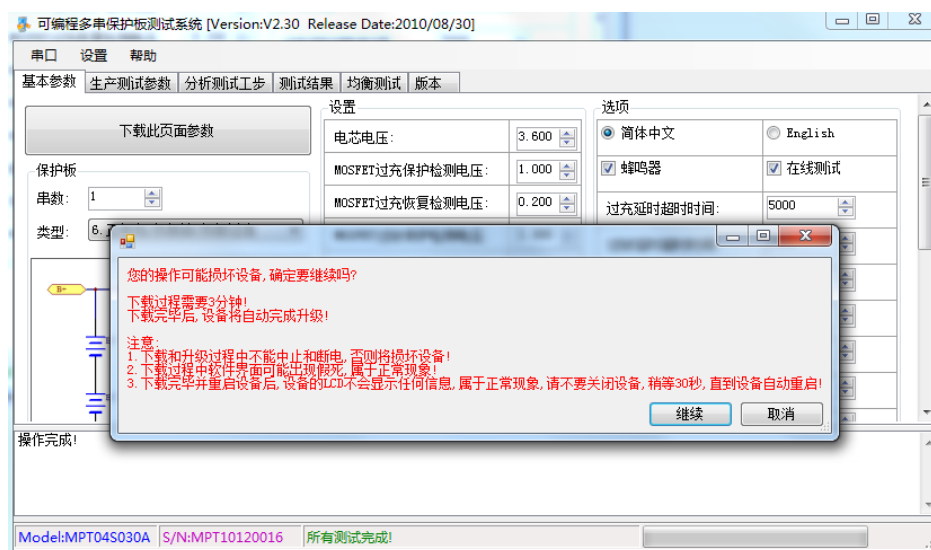 可编程多串保护板测试系统 [Version:V2.30 Release Date:2010/08/30]
串口 设置 帮助
基本参数 生产测试参数 分析测试工步 测试结果 均衡测试 版本
下载此页面参数
保护板
串数: 1
类型: 6.
B-
设置
电芯电压: 3.600
MOSFET过充保护检测电压: 1.000
MOSFET过充恢复检测电压: 0.200
选项
简体中文 English
蜂鸣器 在线测试
过充延时超时时间: 5000
您的操作可能损坏设备,确定要继续吗?
下载过程需要3分钟!
下载完毕后,设备将自动完成升级!
注意:
1.下载和升级过程中不能中止和断电,否则将损坏设备!
2.下载过程中软件界面可能出现假死,属于正常现象!
3.下载完毕并重启设备后,设备的LCD不会显示任何信息,属于正常现象,请不要关闭设备,稍等30秒,直到设备自动重启!
继续 取消
操作完成!
Model:MPT04S030A S/N:MPT10120016 所有测试完成!